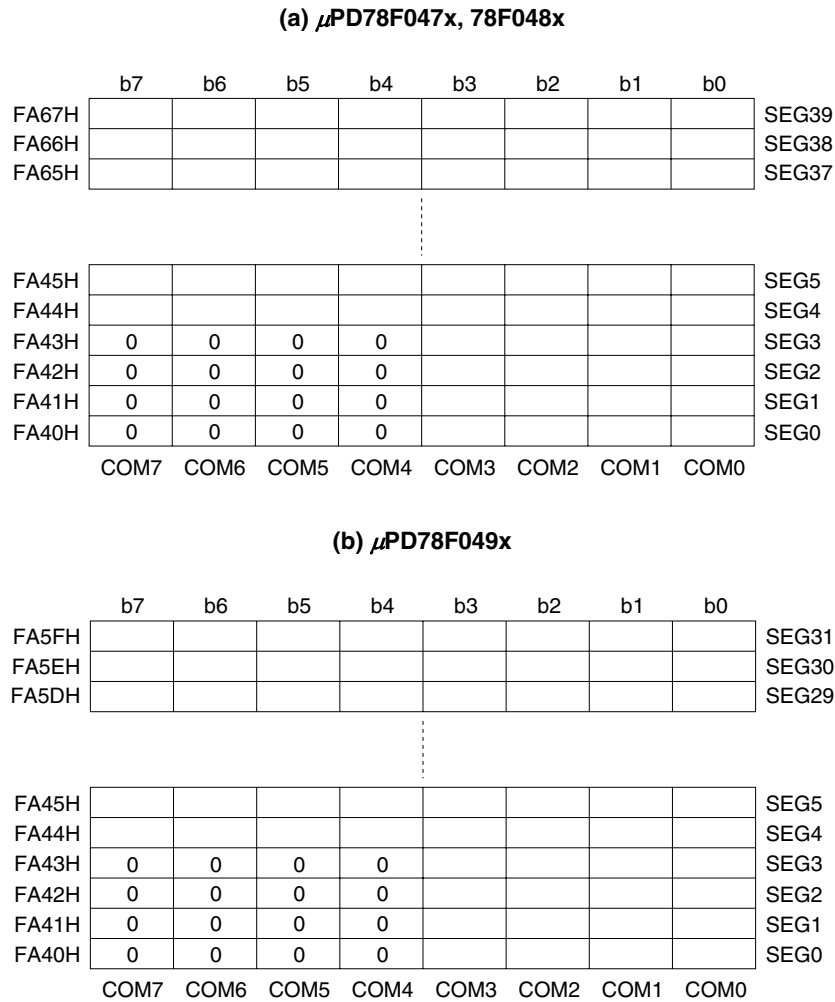 (a) μPD78F047x, 78F048x
b7 b6 b5 b4 b3 b2 b1 b0
FA67H SEG39
FA66H SEG38
FA65H SEG37
FA45H SEG5
FA44H SEG4
FA43H 0 0 0 0 SEG3
FA42H 0 0 0 0 SEG2
FA41H 0 0 0 0 SEG1
FA40H 0 0 0 0 SEG0
COM7 COM6 COM5 COM4 COM3 COM2 COM1 COM0
(b) μPD78F049x
b7 b6 b5 b4 b3 b2 b1 b0
FA5FH SEG31
FA5EH SEG30
FA5DH SEG29
FA45H SEG5
FA44H SEG4
FA43H 0 0 0 0 SEG3
FA42H 0 0 0 0 SEG2
FA41H 0 0 0 0 SEG1
FA40H 0 0 0 0 SEG0
COM7 COM6 COM5 COM4 COM3 COM2 COM1 COM0